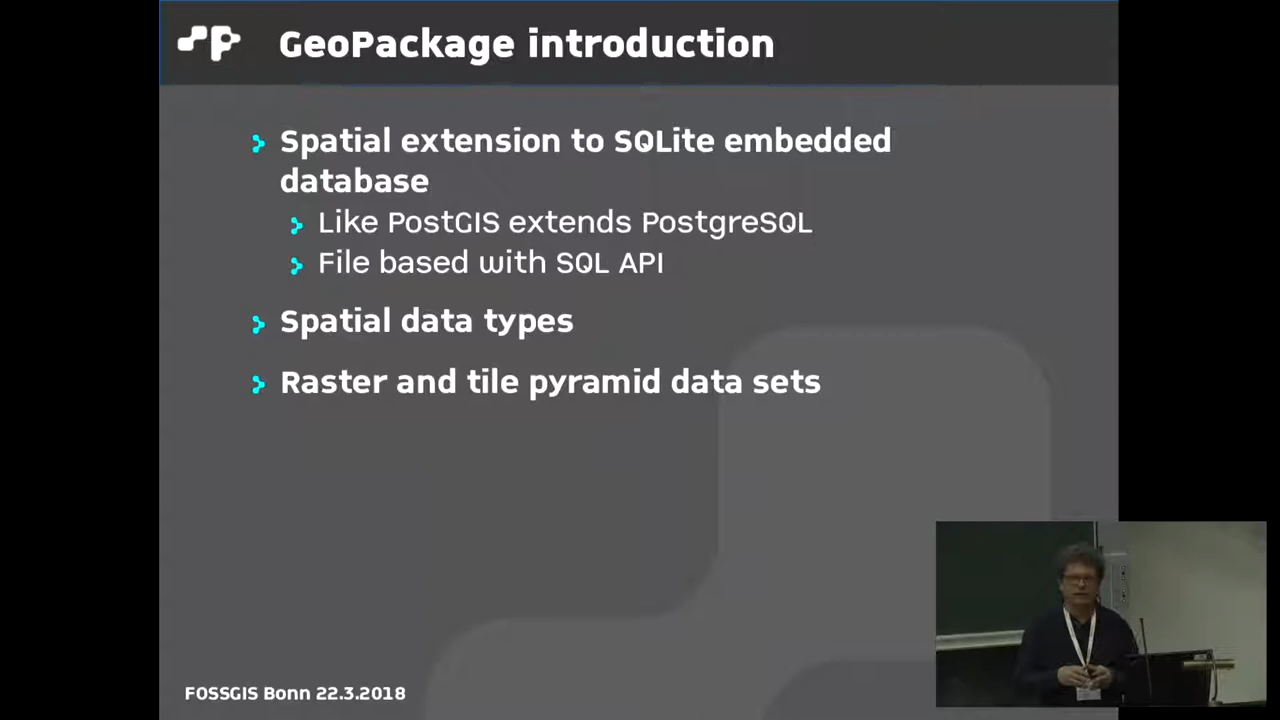 GeoPackage introduction
Spatial extension to SQLite embedded
database
Like PostGIS extends PostgreSQL
File based with SQL API
Spatial data types
Raster and tile pyramid data sets
FOSSGIS Bonn 22.3.2018